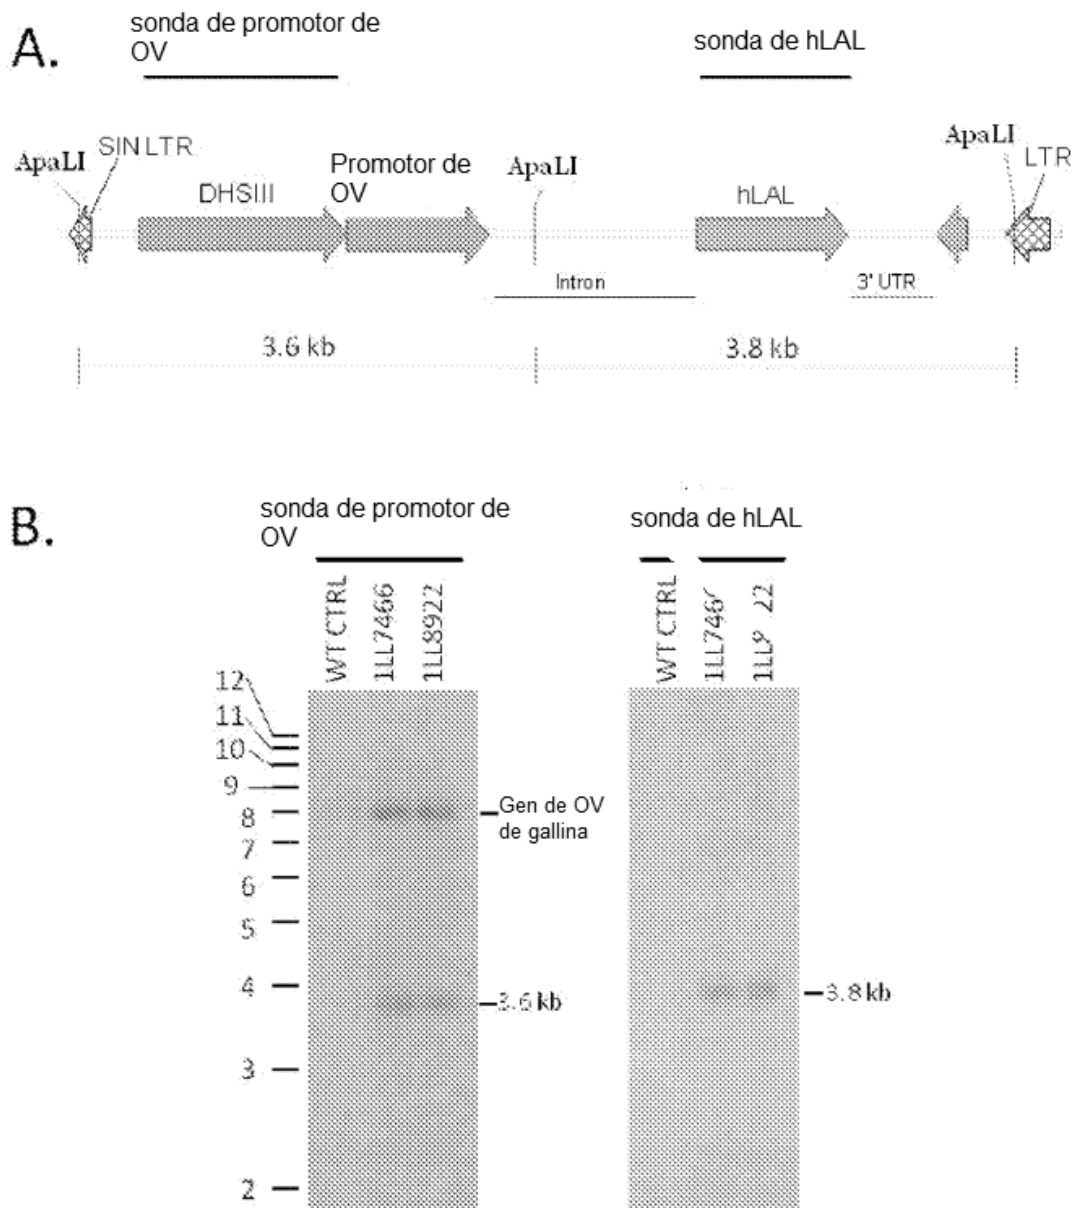 A.
sonda de promotor de
OV
sonda de hLAL
ApaLI
SIN LTR
DHSIII
Promotor de
OV
ApaLI
hLAL
ApaLI
LTR
Intron
3' UTR
3.6 kb
3.8 kb
B.
sonda de promotor de
OV
sonda de hLAL
WT CTRL
1LL7466
1LL8922
WT CTRL
12
11
10
9
8
7
6
5
4
3
2
Gen de OV
de gallina
3.6 kb
3.8 kb